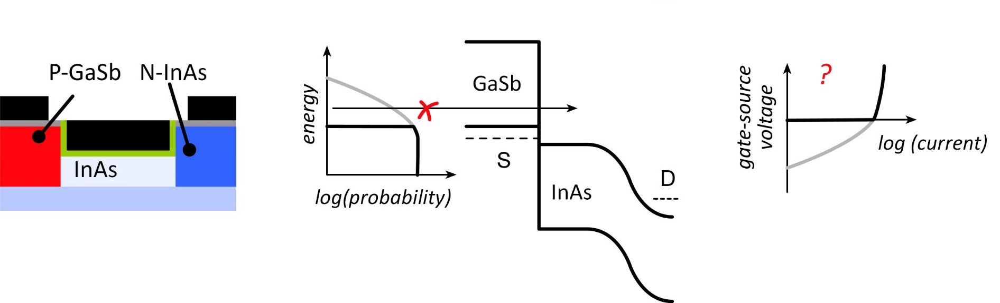 P-GaSb
N-InAs
InAs
energy
log(probability)
GaSb
S
InAs
D
gate-source
voltage
?
log (current)